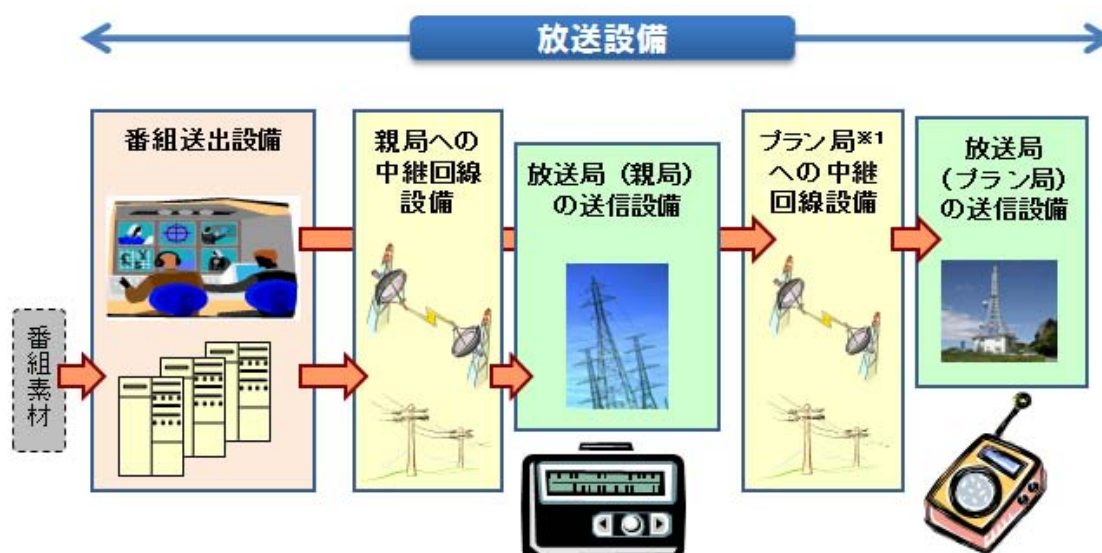 放送設備
番組素材
番組送出設備
親局への
中継回線
設備
放送局（親局）
の送信設備
プラン局※1
への中継
回線設備
放送局
（プラン局）
の送信設備